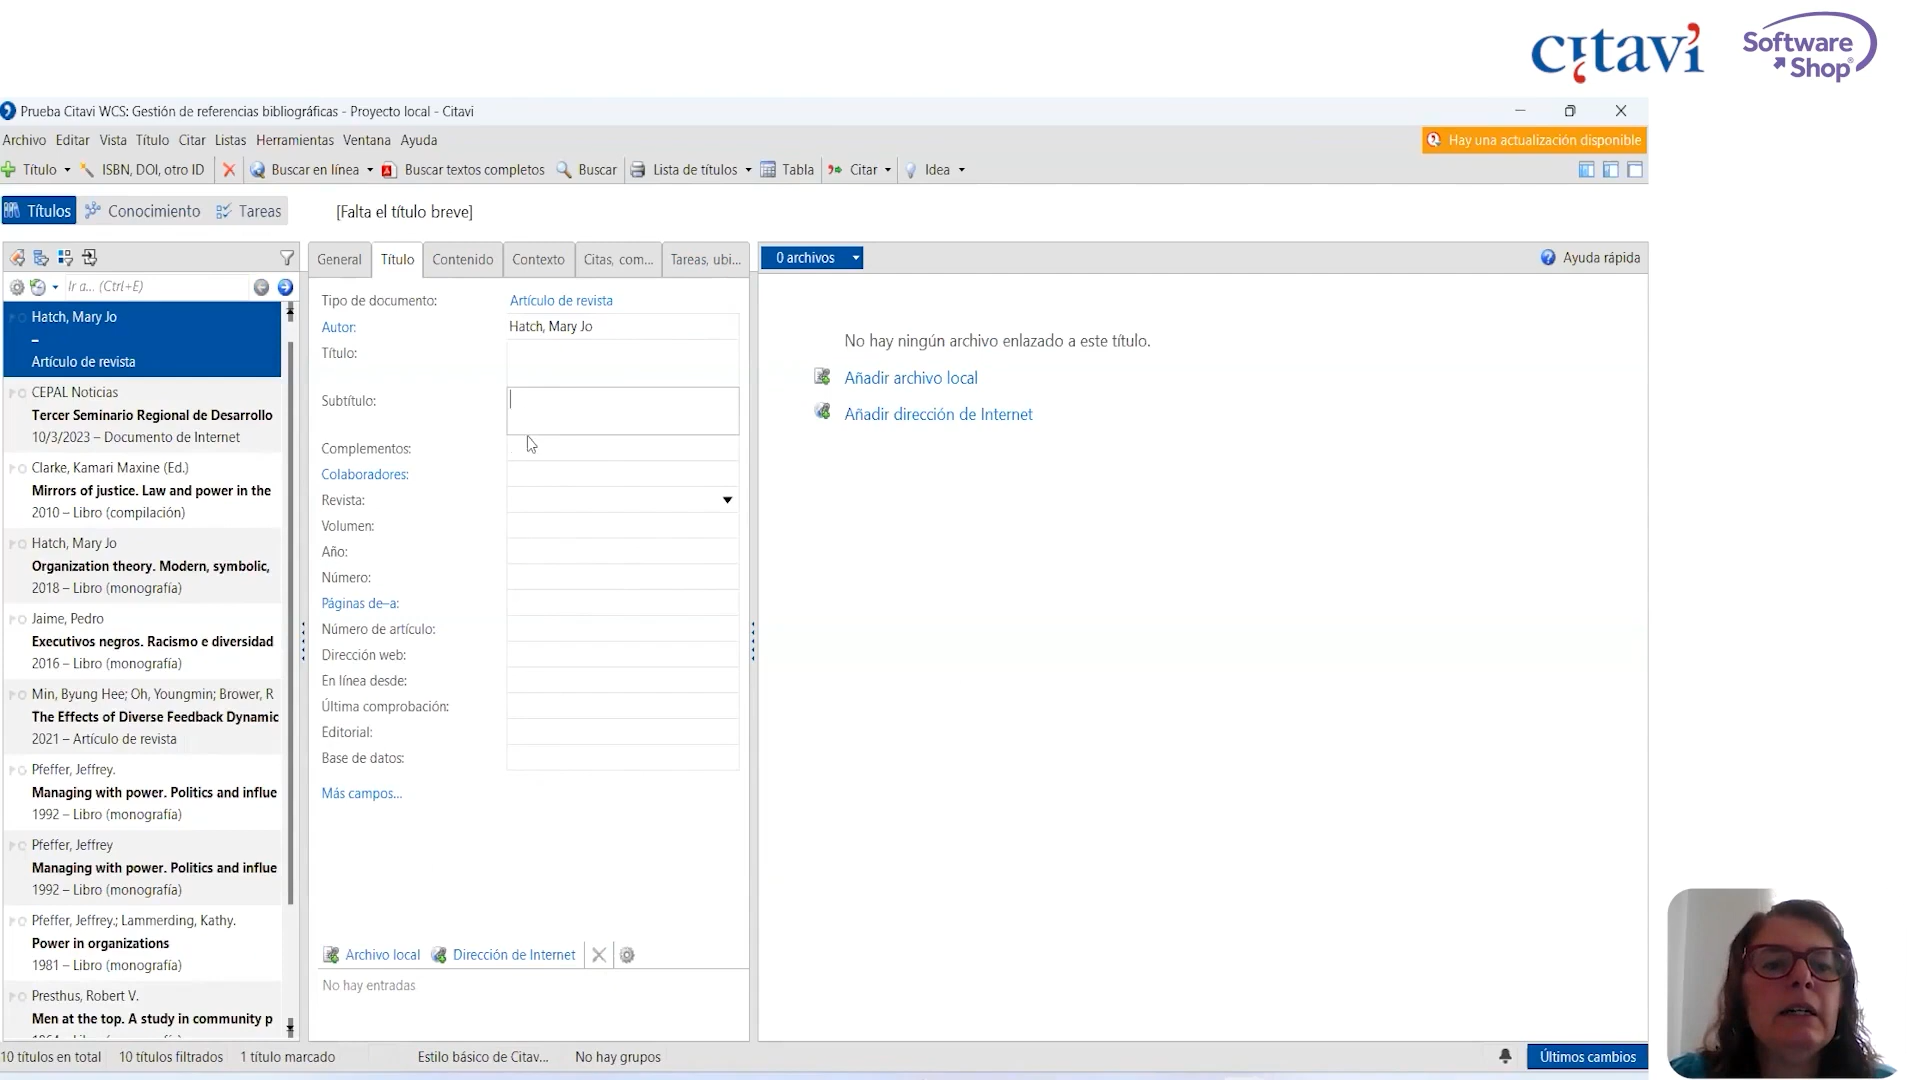 citavi
Software
Shop
Prueba Citavi WCS: Gestión de referencias bibliográficas - Proyecto local - Citavi
Archivo Editar Vista Título Citar Listas Herramientas Ventana Ayuda
Hay una actualización disponible
Título ISBN, DOI, otro ID Buscar en línea Buscar textos completos Buscar Lista de títulos Tabla Citar Idea
Títulos Conocimiento Tareas [Falta el título breve]
General Título Contenido Contexto Citas, com... Tareas, ubi...
0 archivos
Ayuda rápida
Ir a... (Ctrl+E)
Hatch, Mary Jo
–
Artículo de revista
CEPAL Noticias
Tercer Seminario Regional de Desarrollo
10/3/2023 – Documento de Internet
Clarke, Kamari Maxine (Ed.)
Mirrors of justice. Law and power in the
2010 – Libro (compilación)
Hatch, Mary Jo
Organization theory. Modern, symbolic,
2018 – Libro (monografía)
Jaime, Pedro
Executivos negros. Racismo e diversidad
2016 – Libro (monografía)
Min, Byung Hee; Oh, Youngmin; Brower, R
The Effects of Diverse Feedback Dynamic
2021 – Artículo de revista
Pfeffer, Jeffrey.
Managing with power. Politics and influe
1992 – Libro (monografía)
Pfeffer, Jeffrey
Managing with power. Politics and influe
1992 – Libro (monografía)
Pfeffer, Jeffrey.; Lammerding, Kathy.
Power in organizations
1981 – Libro (monografía)
Presthus, Robert V.
Men at the top. A study in community p
Tipo de documento: Artículo de revista
Autor: Hatch, Mary Jo
Título:
Subtítulo:
Complementos:
Colaboradores:
Revista:
Volumen:
Año:
Número:
Páginas de–a:
Número de artículo:
Dirección web:
En línea desde:
Última comprobación:
Editorial:
Base de datos:
Más campos...
Archivo local Dirección de Internet
No hay entradas
No hay ningún archivo enlazado a este título.
Añadir archivo local
Añadir dirección de Internet
10 títulos en total 10 títulos filtrados 1 título marcado Estilo básico de Citav... No hay grupos
Últimos cambios